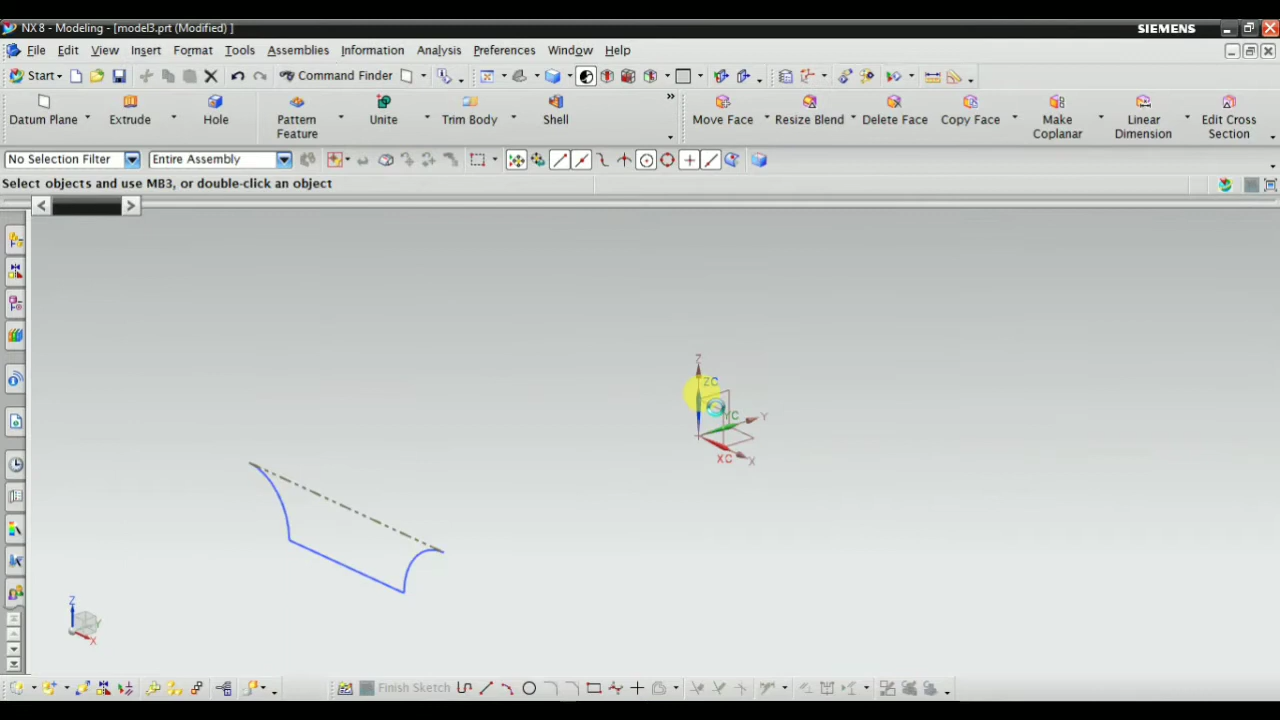 NX 8 - Modeling - [model3.prt (Modified) ]
SIEMENS
File Edit View Insert Format Tools Assemblies Information Analysis Preferences Window Help
Start Command Finder
Datum Plane Extrude Hole Pattern Feature Unite Trim Body Shell Move Face Resize Blend Delete Face Copy Face Make Coplanar Linear Dimension Edit Cross Section
No Selection Filter Entire Assembly
Select objects and use MB3, or double-click an object
Z
ZC
YC Y
XC X
Z
Y
X
Finish Sketch